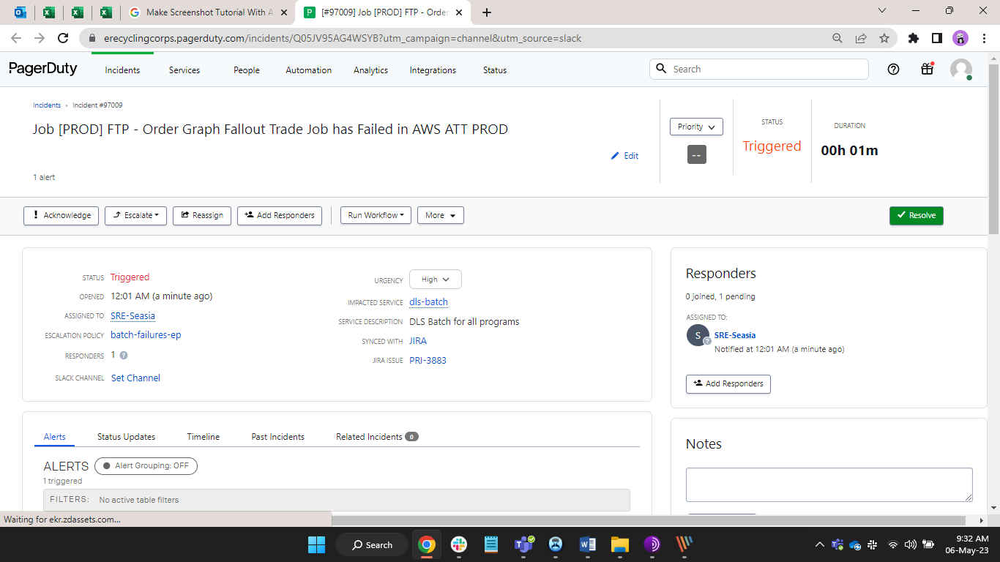 Make Screenshot Tutorial With A
[#97009] Job [PROD] FTP - Order
erecyclingcorps.pagerduty.com/incidents/Q05JV95AG4WSYB?utm_campaign=channel&utm_source=slack
PagerDuty
Incidents
Services
People
Automation
Analytics
Integrations
Status
Search
Incidents › Incident #97009
Job [PROD] FTP - Order Graph Fallout Trade Job has Failed in AWS ATT PROD
Edit
1 alert
Priority
--
STATUS
Triggered
DURATION
00h 01m
Acknowledge
Escalate
Reassign
Add Responders
Run Workflow
More
Resolve
STATUS Triggered
OPENED 12:01 AM (a minute ago)
ASSIGNED TO SRE-Seasia
ESCALATION POLICY batch-failures-ep
RESPONDERS 1 ?
SLACK CHANNEL Set Channel
URGENCY High
IMPACTED SERVICE dls-batch
SERVICE DESCRIPTION DLS Batch for all programs
SYNCED WITH JIRA
JIRA ISSUE PRI-3883
Responders
0 joined, 1 pending
ASSIGNED TO:
S ? SRE-Seasia
Notified at 12:01 AM (a minute ago)
Add Responders
Alerts
Status Updates
Timeline
Past Incidents
Related Incidents 0
ALERTS
Alert Grouping: OFF
1 triggered
FILTERS: No active table filters
Notes
Waiting for ekr.zdassets.com...
Search
9:32 AM
06-May-23